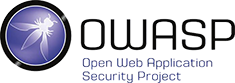 OWASP
Open Web Application
Security Project